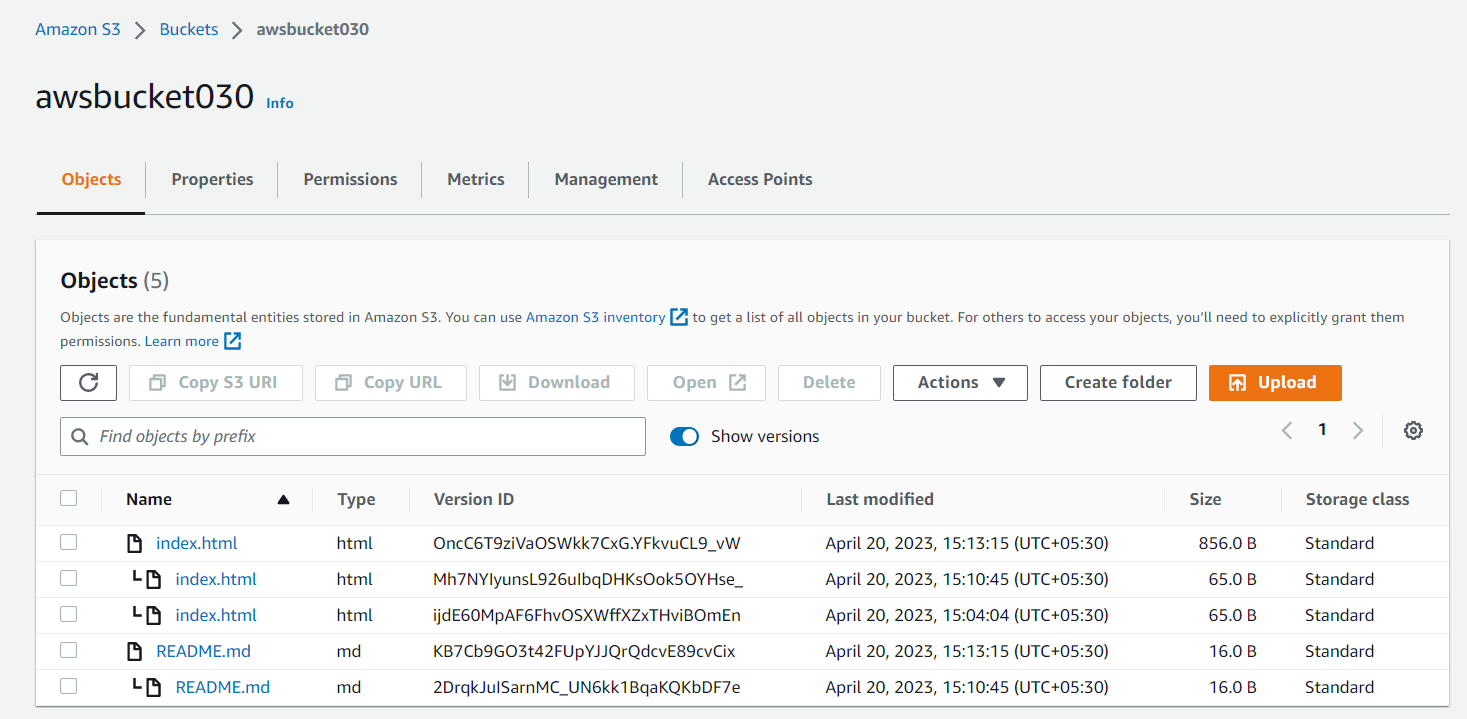 Amazon S3 > Buckets > awsbucket030
awsbucket030 Info
Objects Properties Permissions Metrics Management Access Points
Objects (5)
Objects are the fundamental entities stored in Amazon S3. You can use Amazon S3 inventory to get a list of all objects in your bucket. For others to access your objects, you'll need to explicitly grant them
permissions. Learn more
Copy S3 URI Copy URL Download Open Delete Actions Create folder Upload
Find objects by prefix Show versions 1
Name Type Version ID Last modified Size Storage class
index.html html OncC6T9ziVaOSWkk7CxG.YFkvuCL9_vW April 20, 2023, 15:13:15 (UTC+05:30) 856.0 B Standard
index.html html Mh7NYIyunsL926uIbqDHKsOok5OYHse_ April 20, 2023, 15:10:45 (UTC+05:30) 65.0 B Standard
index.html html ijdE60MpAF6FhvOSXWffXZxTHviBOmEn April 20, 2023, 15:04:04 (UTC+05:30) 65.0 B Standard
README.md md KB7Cb9GO3t42FUpYJJQrQdcvE89cvCix April 20, 2023, 15:13:15 (UTC+05:30) 16.0 B Standard
README.md md 2DrqkJuISarnMC_UN6kk1BqaKQKbDF7e April 20, 2023, 15:10:45 (UTC+05:30) 16.0 B Standard